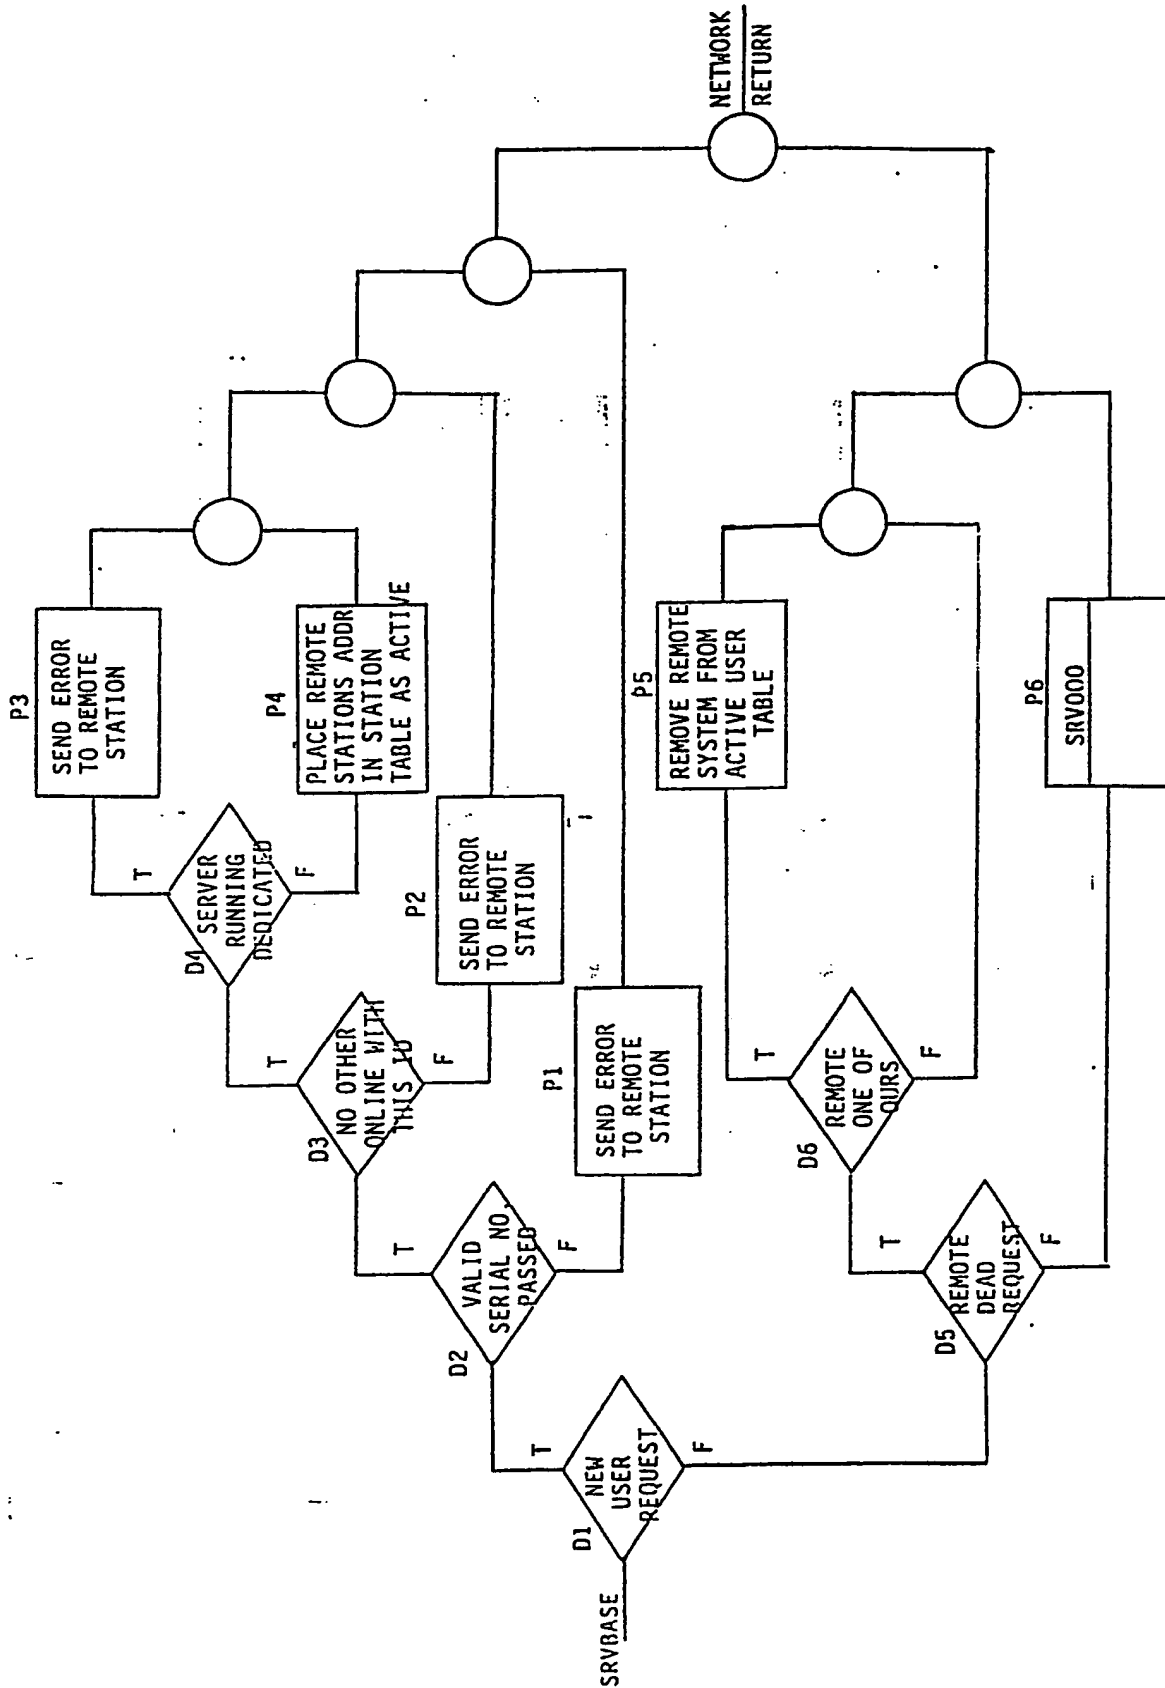 SRVBASE
D1
NEW
USER
REQUEST
T
F
D2
VALID
SERIAL NO.
PASSED
T
F
D3
NO OTHER
ONLINE WITH
THIS ID
T
F
D4
SERVER
RUNNING
DEDICATED
T
F
P3
SEND ERROR
TO REMOTE
STATION
P4
PLACE REMOTE
STATIONS ADDR
IN STATION
TABLE AS ACTIVE
P2
SEND ERROR
TO REMOTE
STATION
P1
SEND ERROR
TO REMOTE
STATION
D5
REMOTE
DEAD
REQUEST
T
F
D6
REMOTE
ONE OF
OURS
T
F
P5
REMOVE REMOTE
SYSTEM FROM
ACTIVE USER
TABLE
P6
SRV000
NETWORK
RETURN